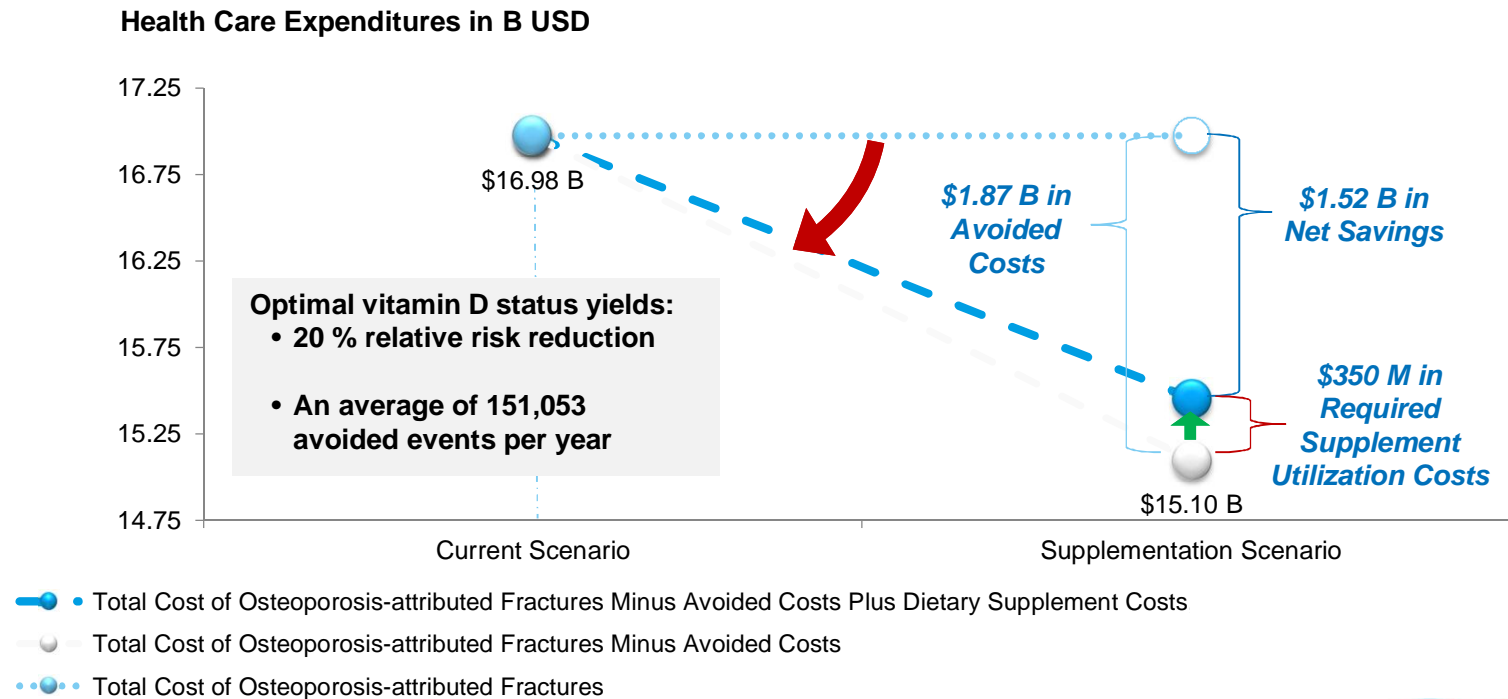 Health Care Expenditures in B USD
17.25
16.75
16.25
15.75
15.25
14.75
$16.98 B
$1.87 B in
Avoided
Costs
$1.52 B in
Net Savings
Optimal vitamin D status yields:
• 20 % relative risk reduction
• An average of 151,053
avoided events per year
$350 M in
Required
Supplement
Utilization Costs
$15.10 B
Current Scenario
Supplementation Scenario
Total Cost of Osteoporosis-attributed Fractures Minus Avoided Costs Plus Dietary Supplement Costs
Total Cost of Osteoporosis-attributed Fractures Minus Avoided Costs
Total Cost of Osteoporosis-attributed Fractures